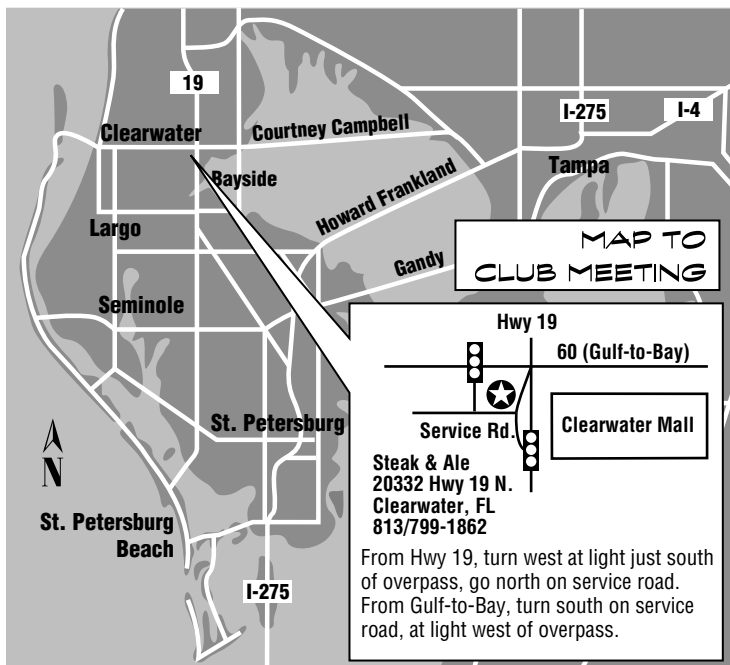 19
I-275
I-4
Clearwater
Courtney Campbell
Tampa
Bayside
Howard Frankland
Largo
Gandy
MAP TO
CLUB MEETING
Seminole
St. Petersburg
N
St. Petersburg
Beach
I-275
Hwy 19
60 (Gulf-to-Bay)
Service Rd.
Clearwater Mall
Steak & Ale
20332 Hwy 19 N.
Clearwater, FL
813/799-1862
From Hwy 19, turn west at light just south
of overpass, go north on service road.
From Gulf-to-Bay, turn south on service
road, at light west of overpass.